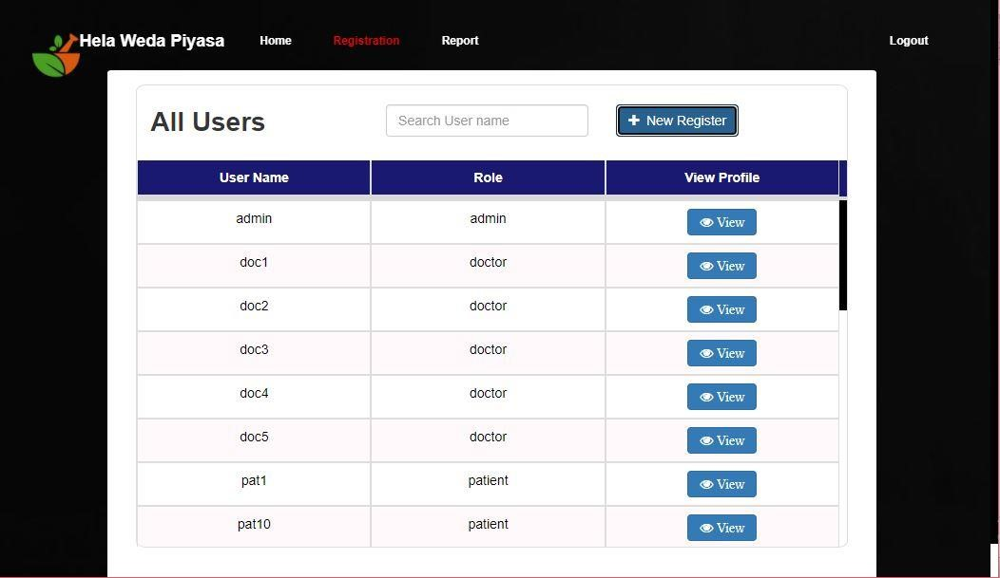 Hela Weda Piyasa Home Registration Report Logout
All Users Search User name New Register
User Name Role View Profile
admin admin View
doc1 doctor View
doc2 doctor View
doc3 doctor View
doc4 doctor View
doc5 doctor View
pat1 patient View
pat10 patient View